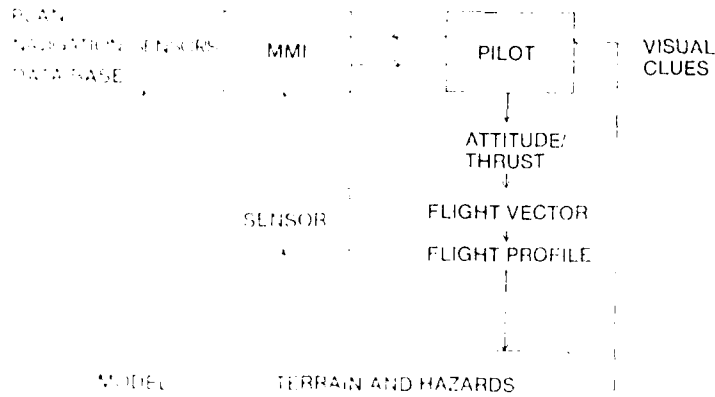 PLAN
NAVIGATION SENSORS
DATA BASE
MMI
PILOT
VISUAL
CLUES
ATTITUDE/
THRUST
SENSOR
FLIGHT VECTOR
FLIGHT PROFILE
MODEL
TERRAIN AND HAZARDS